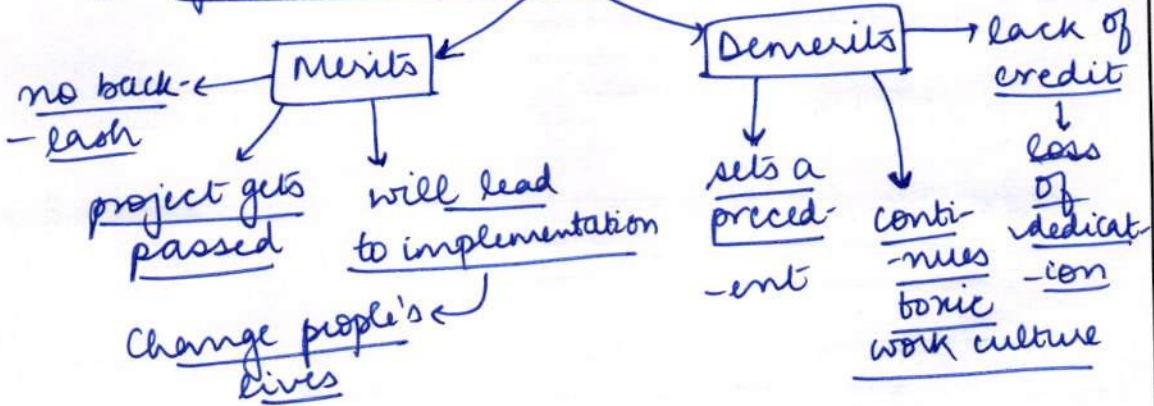 Merits
no back-
-lash
project gets
passed
will lead
to implementation
Change people's
lives
Demerits
sets a
preced-
-ent
conti-
-nues
toxic
work culture
lack of
credit
loss
of
dedicat-
-ion